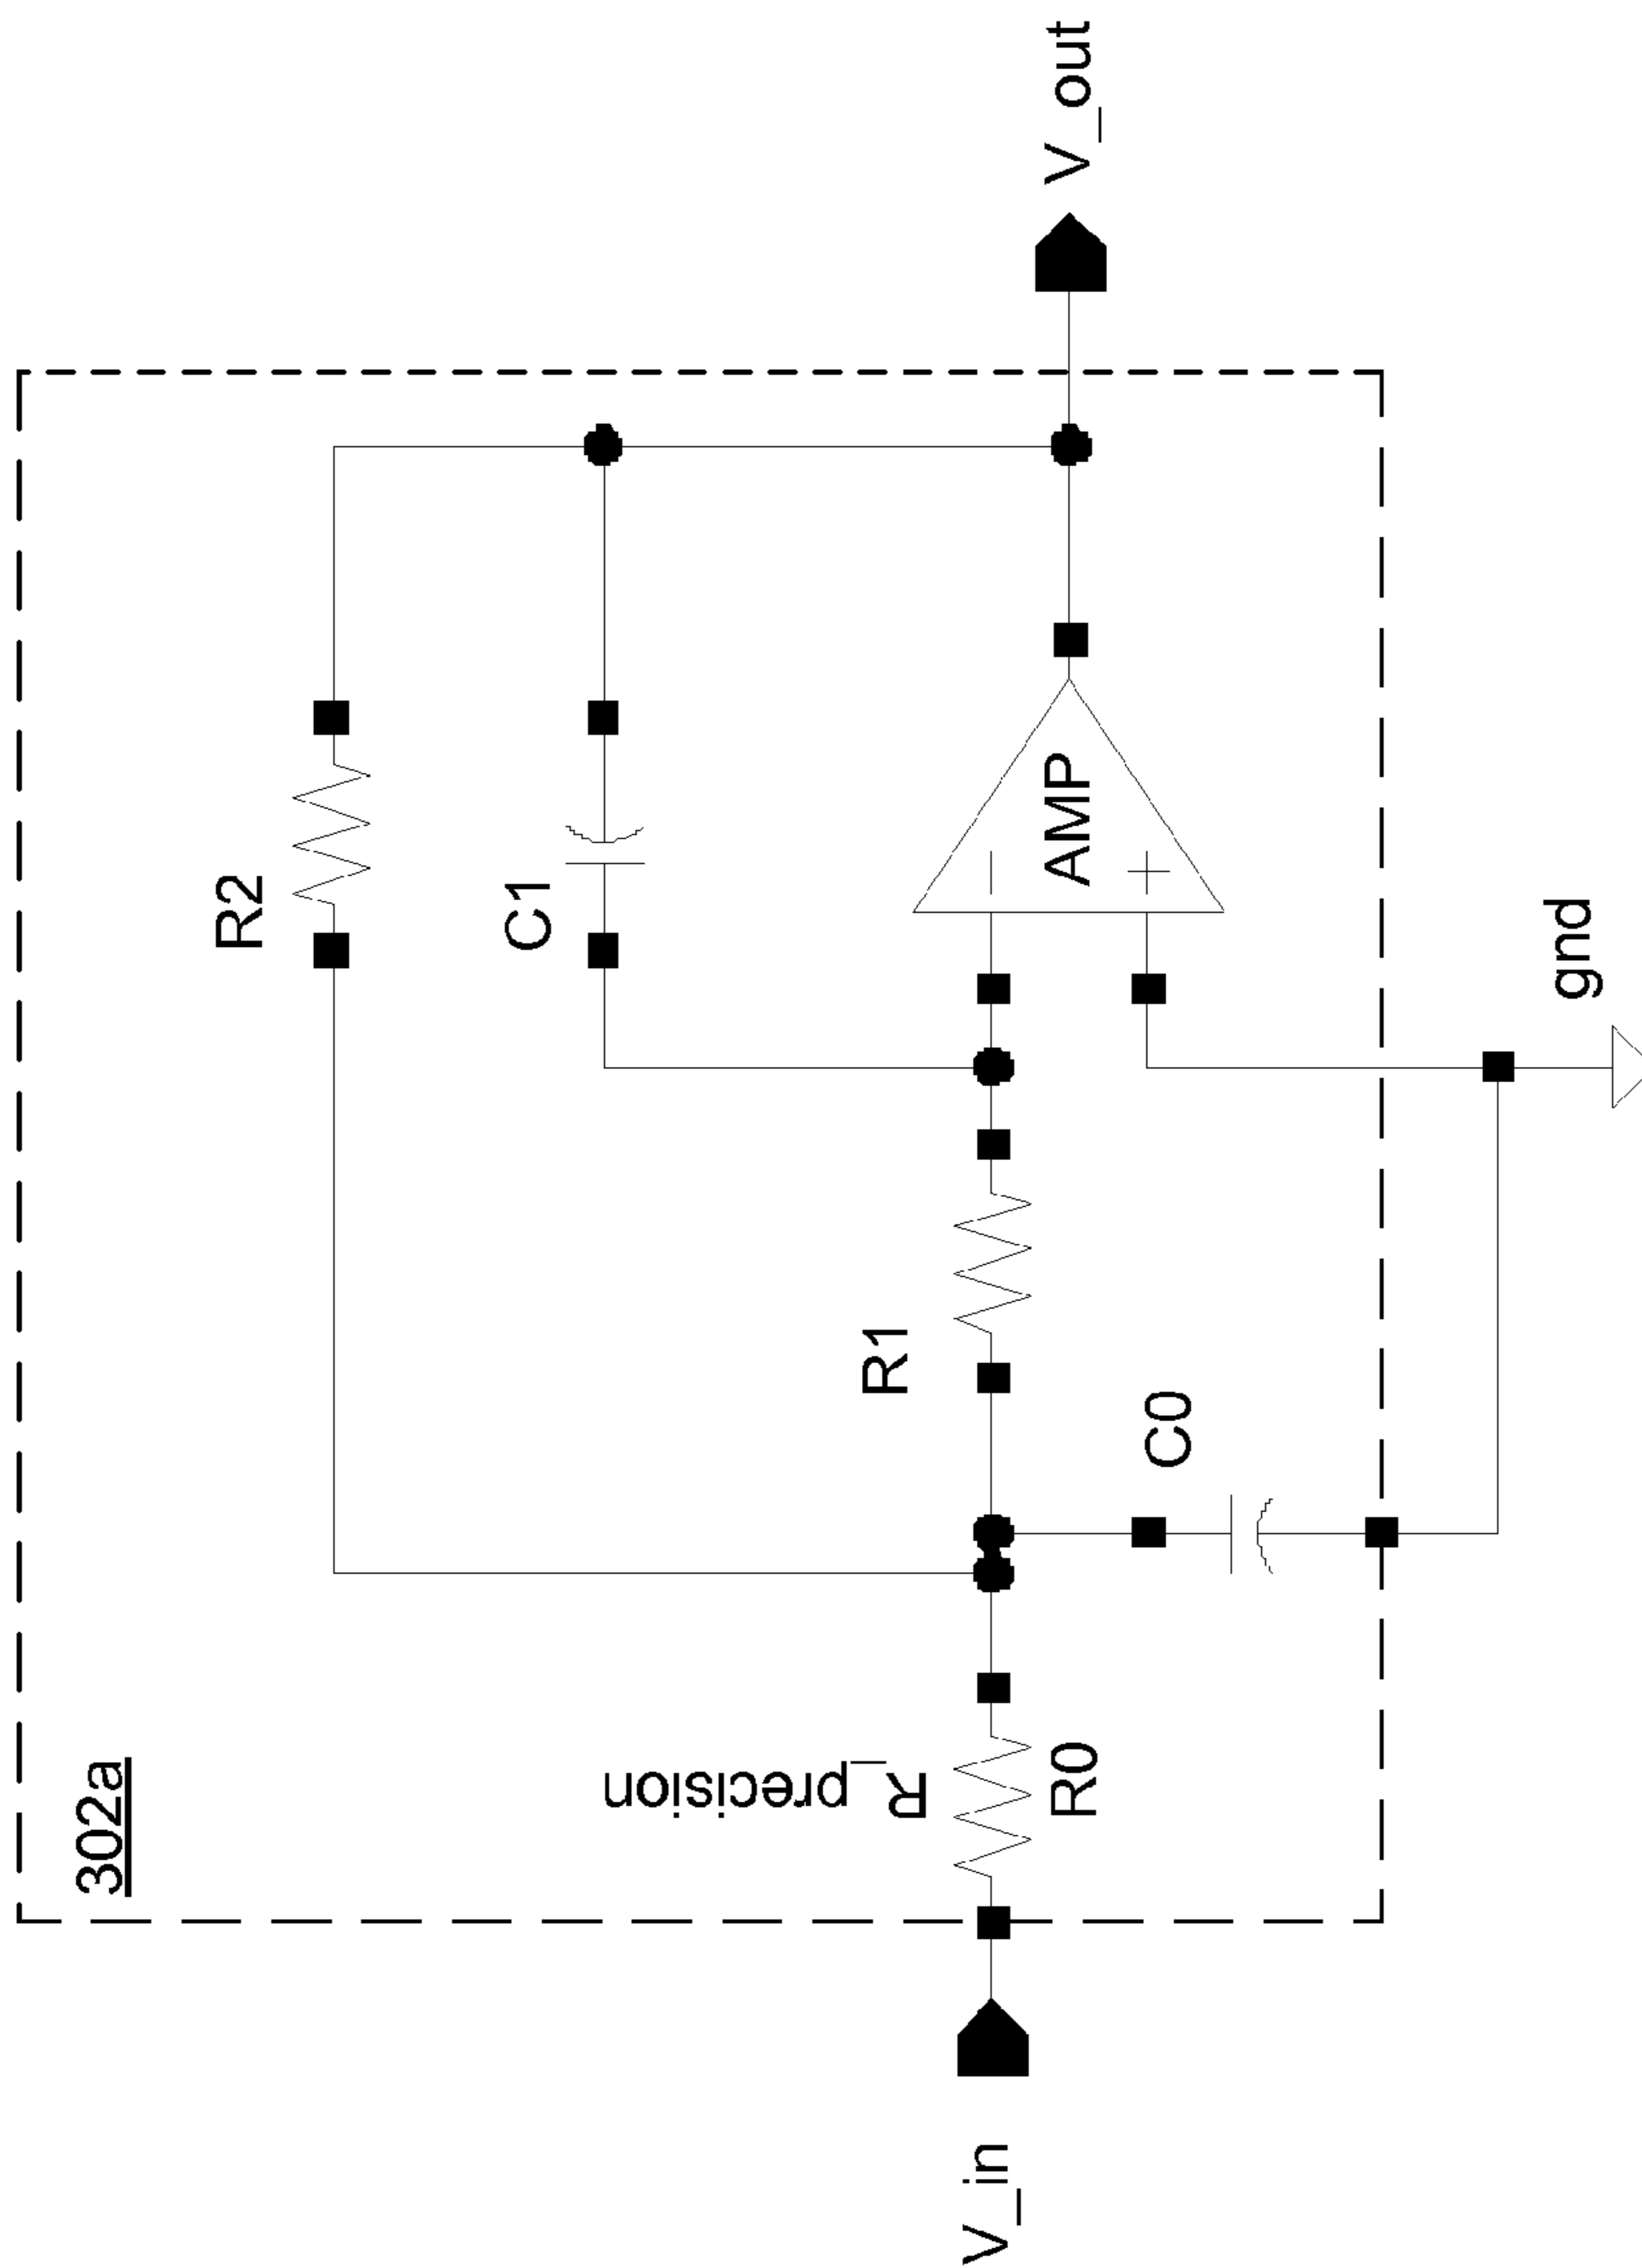 302a
R2
C1
R_precision
R0
R1
C0
AMP
V_in
V_out
gnd